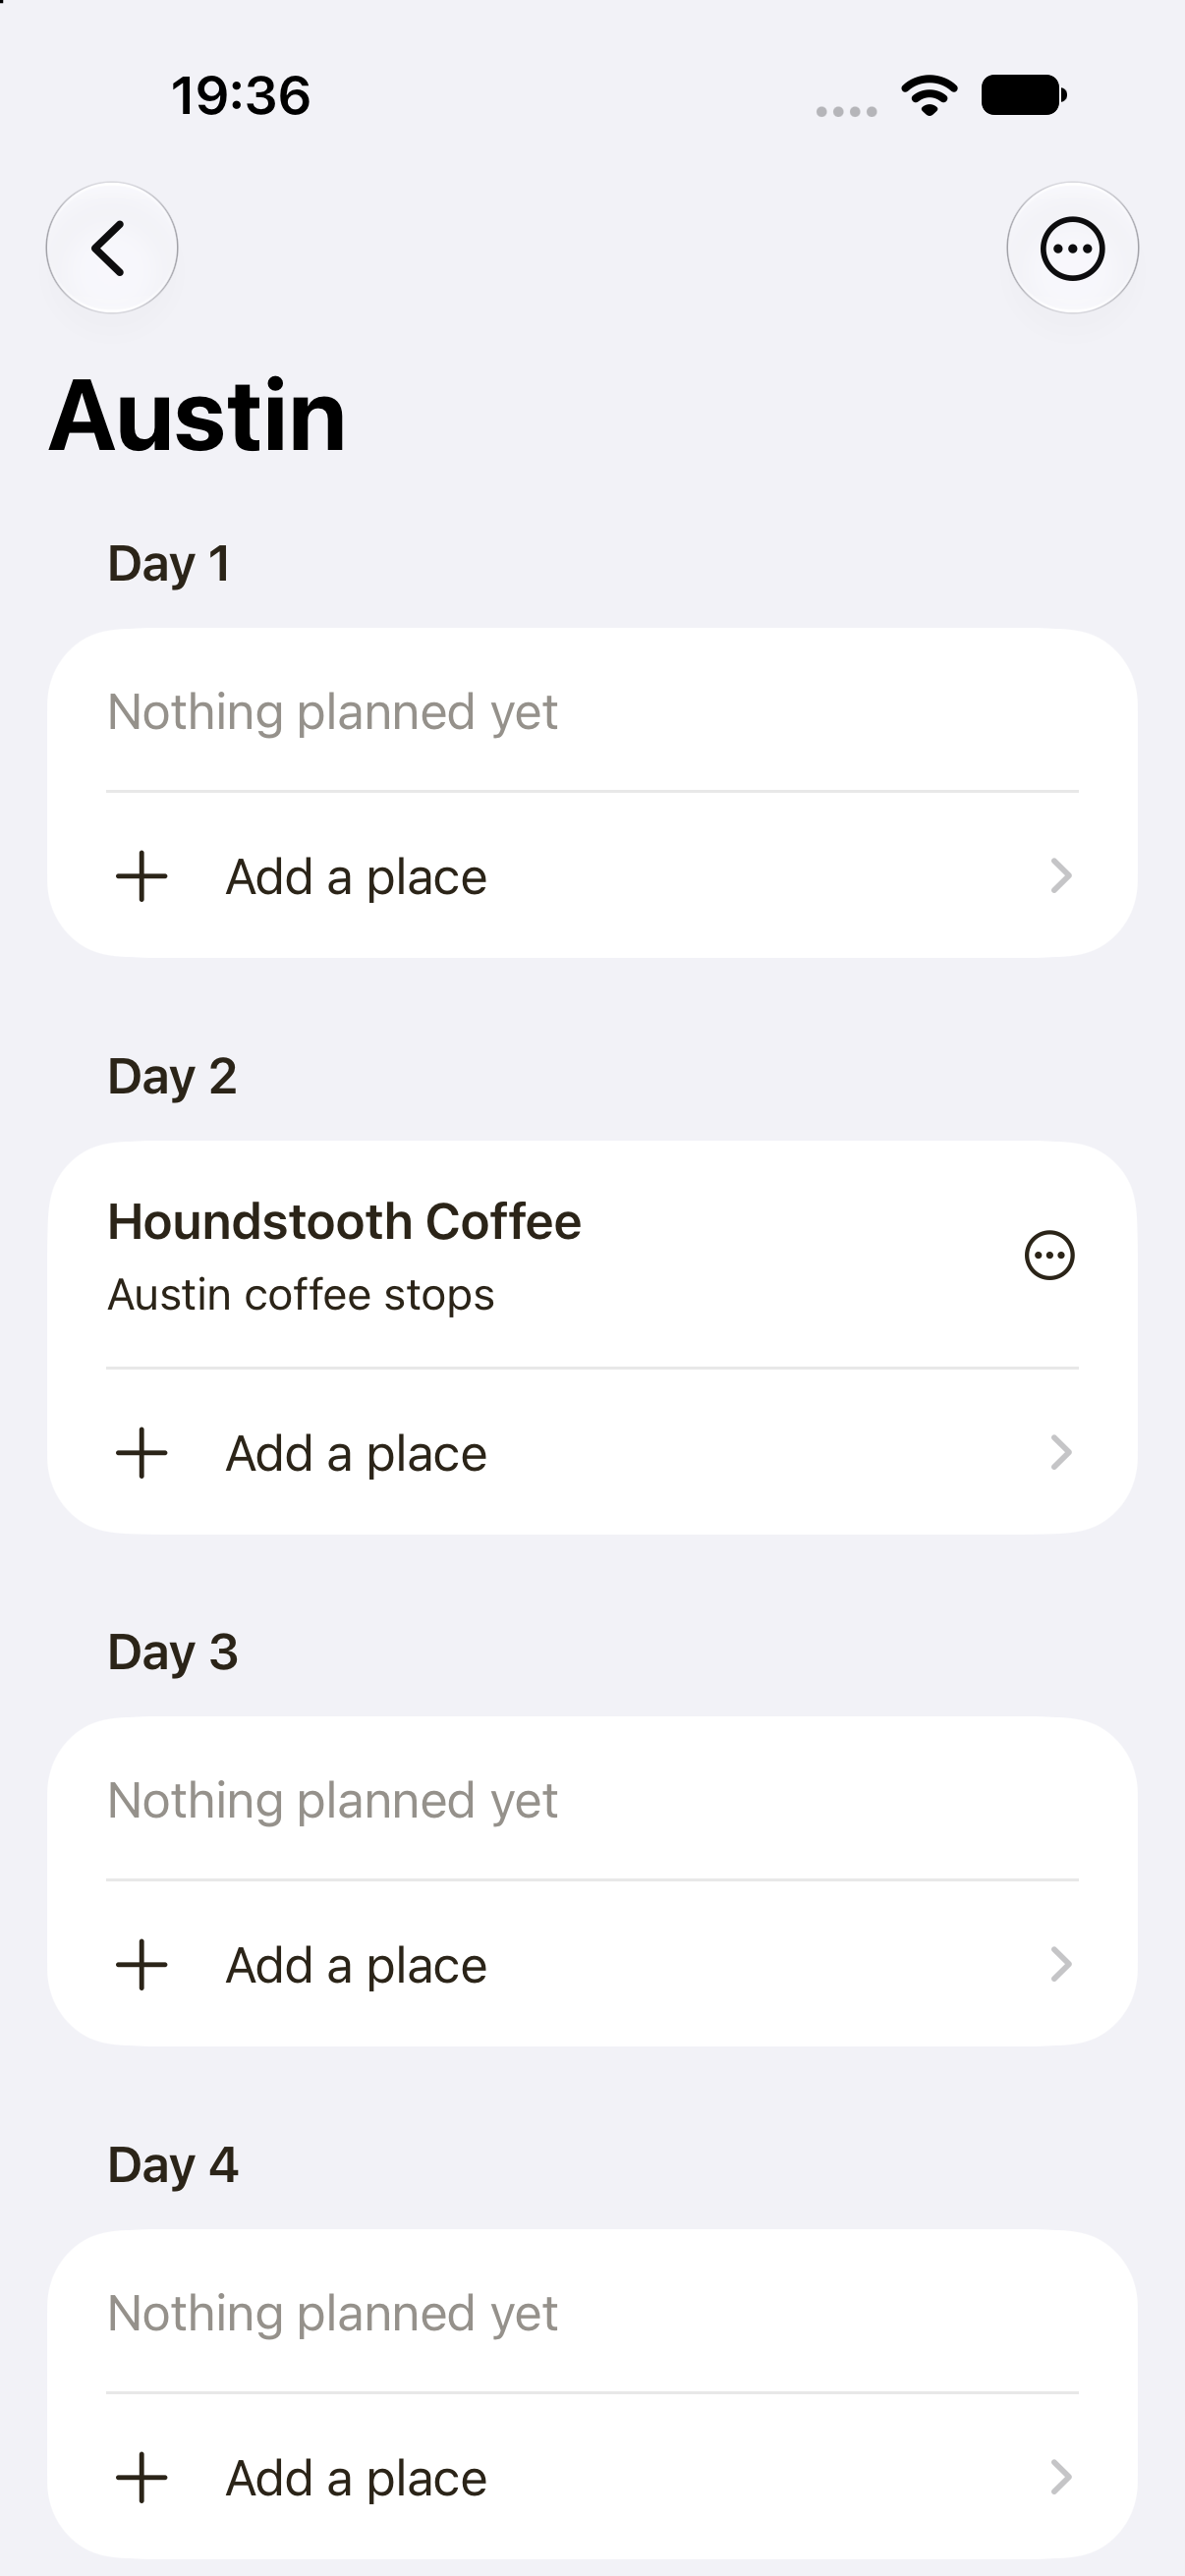 19:36
Austin
Day 1
Nothing planned yet
Add a place
Day 2
Houndstooth Coffee
Austin coffee stops
Add a place
Day 3
Nothing planned yet
Add a place
Day 4
Nothing planned yet
Add a place